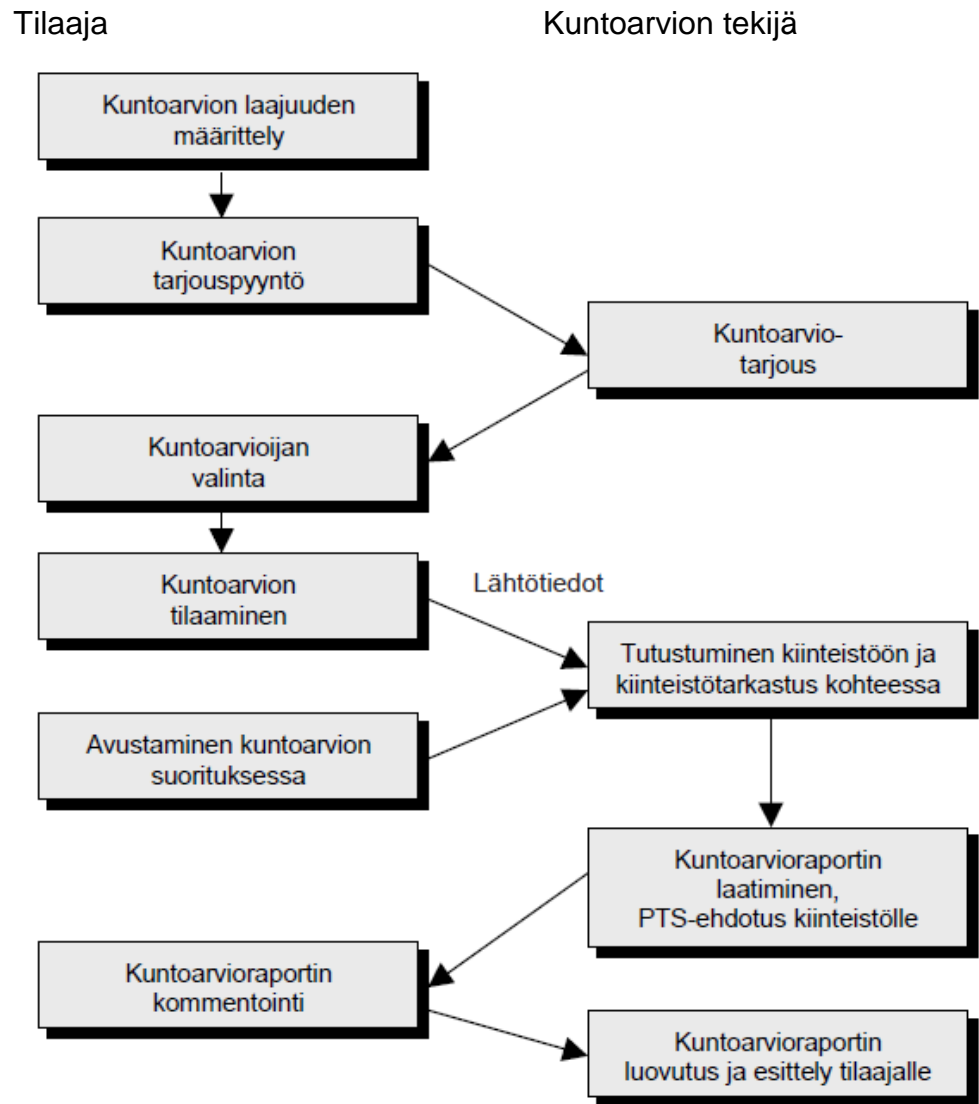 Tilaaja
Kuntoarvion tekijä
Kuntoarvion laajuuden
määrittely
Kuntoarvion
tarjouspyyntö
Kuntoarvio-
tarjous
Kuntoarvioijan
valinta
Kuntoarvion
tilaaminen
Lähtötiedot
Tutustuminen kiinteistöön ja
kiinteistötarkastus kohteessa
Avustaminen kuntoarvion
suorituksessa
Kuntoarvioraportin
laatiminen,
PTS-ehdotus kiinteistölle
Kuntoarvioraportin
kommentointi
Kuntoarvioraportin
luovutus ja esittely tilaajalle